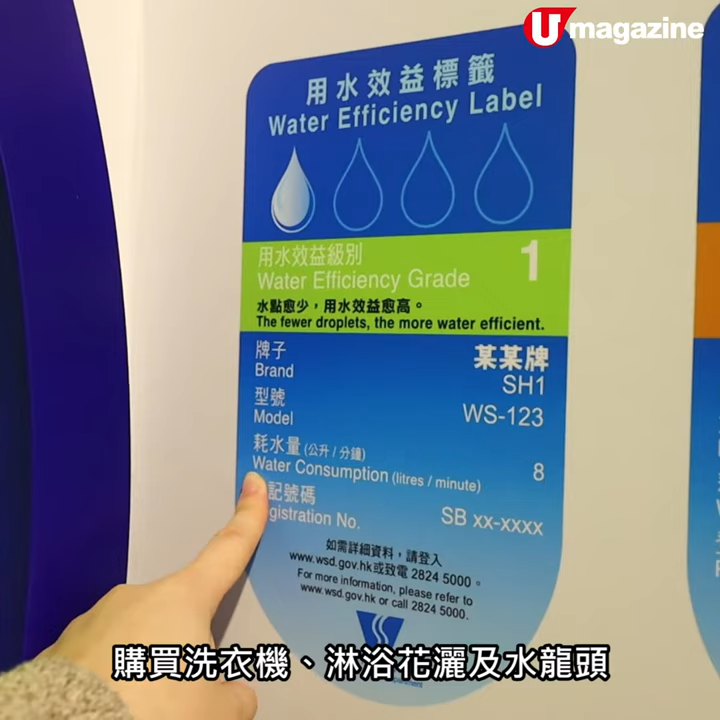 U magazine
用水效益標籤
Water Efficiency Label
用水效益級別
Water Efficiency Grade
1
水點愈少，用水效益愈高。
The fewer droplets, the more water efficient.
牌子 某某牌
Brand SH1
型號
Model WS-123
耗水量 (公升 / 分鐘)
Water Consumption (litres / minute) 8
記號碼
gistration No. SB xx-xxxx
如需詳細資料，請登入
www.wsd.gov.hk或致電 2824 5000。
For more information, please refer to
www.wsd.gov.hk or call 2824 5000.
購買洗衣機、淋浴花灑及水龍頭